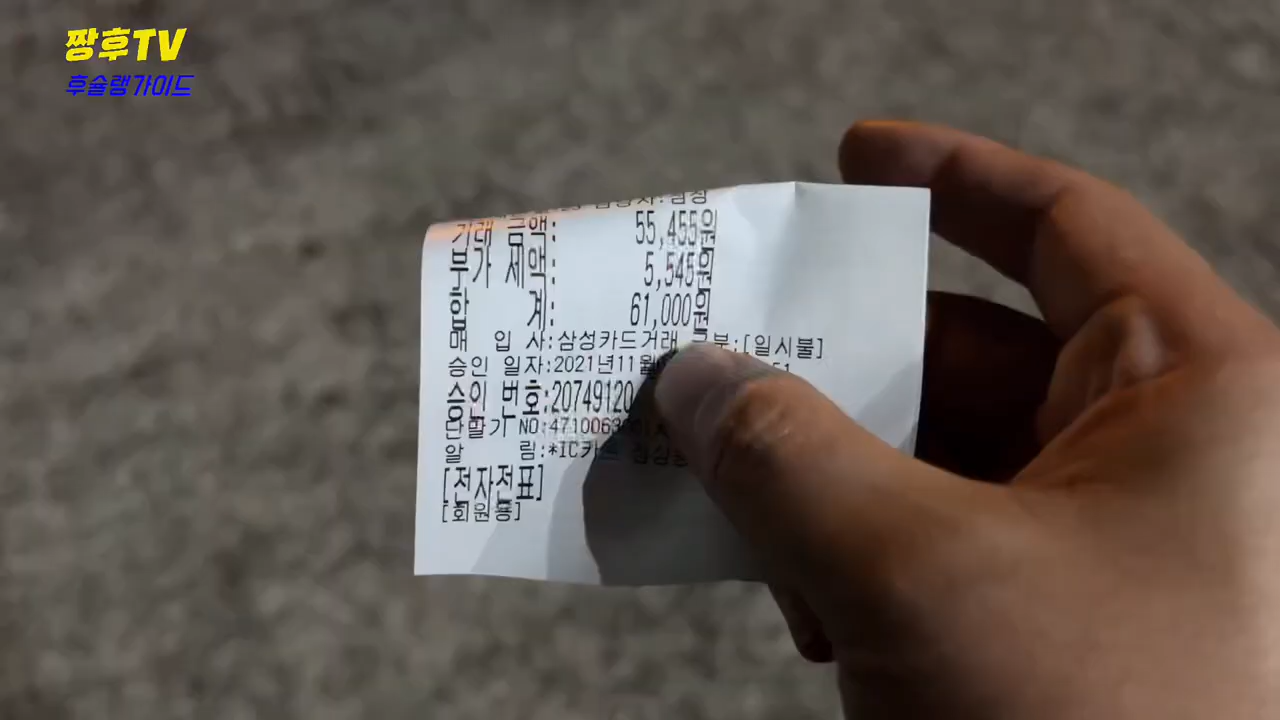 짱후TV
후슐랭가이드
거래 금액: 55,455원
부가 세액: 5,545원
합 계: 61,000원
매 입 사:삼성카드거래 구분:[일시불]
승인 일자:2021년11월
승인 번호:20749120
단말기 NO:471006
알 림:*IC카드
[전자전표]
[회원용]